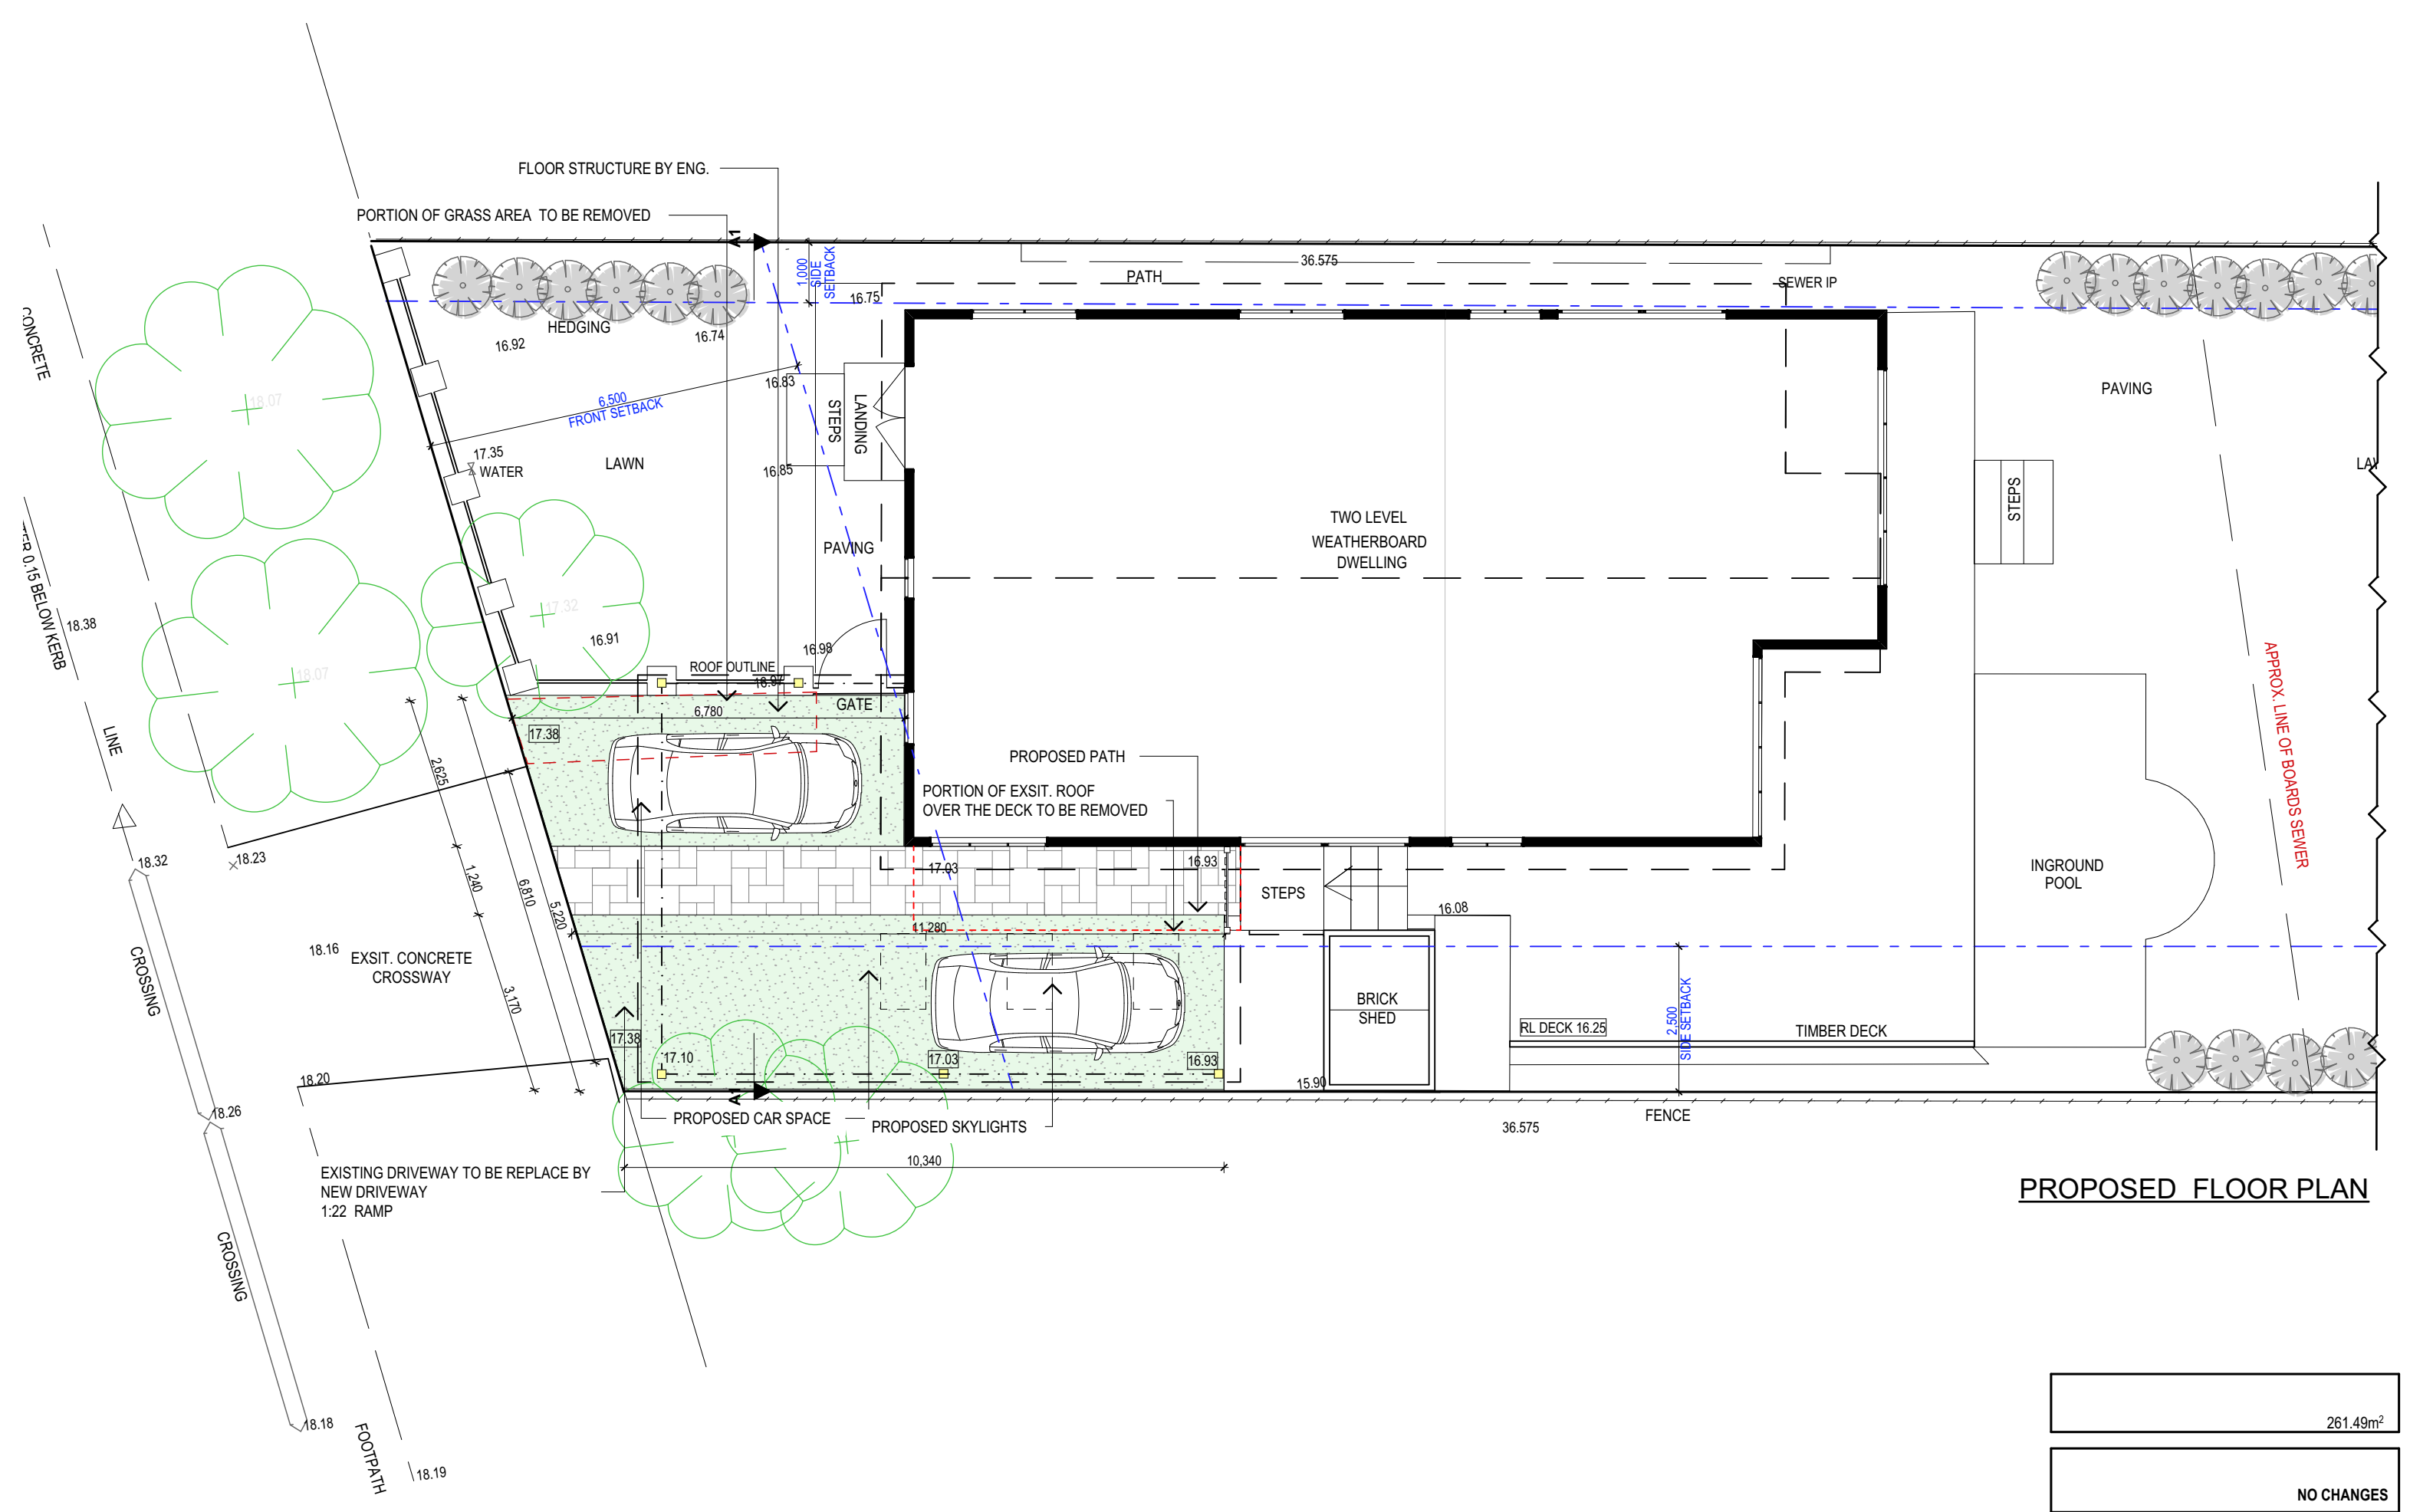 FLOOR STRUCTURE BY ENG.
PORTION OF GRASS AREA TO BE REMOVED
A1
1,000
SIDE
SETBACK
36.575
PATH
SEWER IP
16.75
HEDGING
16.92
16.74
CONCRETE
18.07
16.83
6,500
FRONT SETBACK
STEPS
LANDING
PAVING
17.35
WATER
LAWN
16.85
STEPS
TWO LEVEL
WEATHERBOARD
DWELLING
PAVING
0.15 BELOW KERB
18.38
17.32
16.91
16.98
18.07
ROOF OUTLINE
16.97
GATE
6,780
17.38
LINE
2,625
PROPOSED PATH
PORTION OF EXSIT. ROOF
OVER THE DECK TO BE REMOVED
APPROX. LINE OF BOARDS SEWER
18.32
18.23
1,240
6,810
5,220
17.03
16.93
STEPS
16.08
INGROUND
POOL
11,280
CROSSING
18.16
EXSIT. CONCRETE
CROSSWAY
3,170
BRICK
SHED
2,500
SIDE SETBACK
RL DECK 16.25
TIMBER DECK
17.38
17.10
17.03
16.93
15.90
18.20
18.26
A1
PROPOSED CAR SPACE
PROPOSED SKYLIGHTS
FENCE
36.575
10,340
EXISTING DRIVEWAY TO BE REPLACE BY
NEW DRIVEWAY
1:22 RAMP
PROPOSED FLOOR PLAN
CROSSING
18.18
FOOTPATH
18.19
261.49m²
NO CHANGES